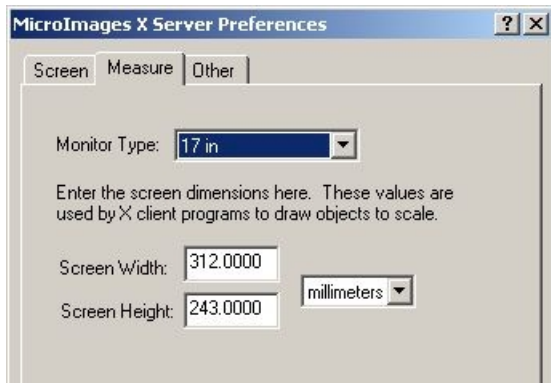 MicroImages X Server Preferences
Screen Measure Other
Monitor Type: 17 in
Enter the screen dimensions here. These values are
used by X client programs to draw objects to scale.
Screen Width: 312.0000
millimeters
Screen Height: 243.0000